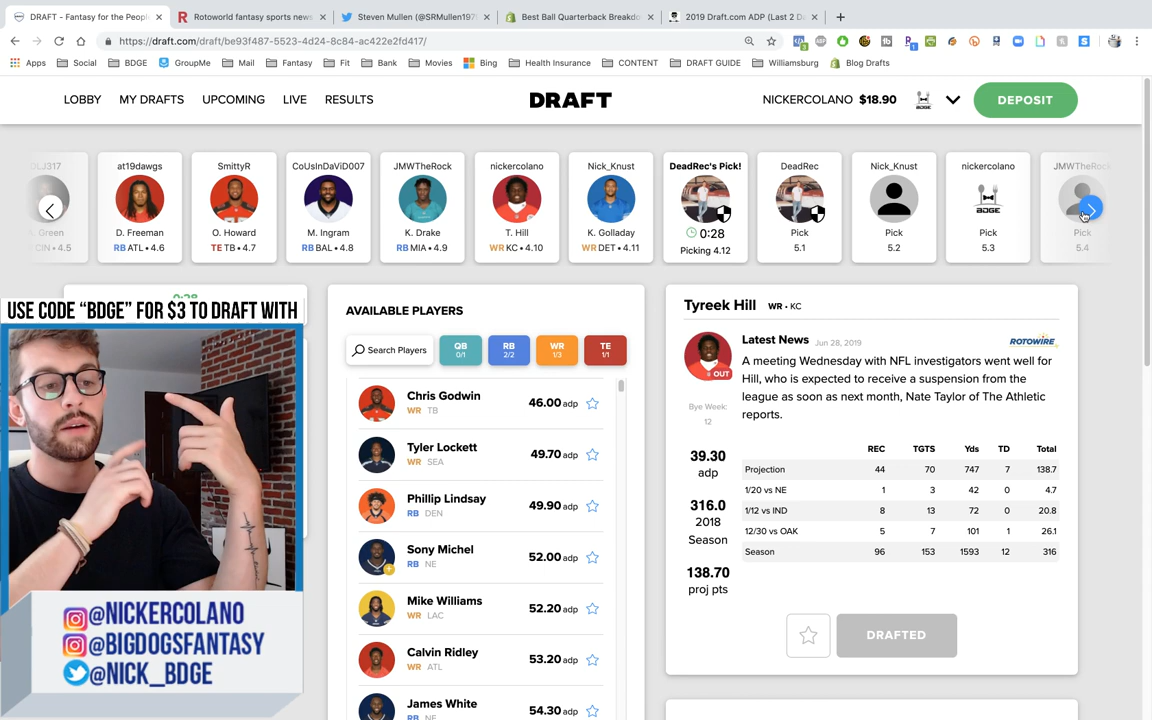 DRAFT - Fantasy for the Peopl
Rotoworld fantasy sports news
Steven Mullen (@SRMullen197
Best Ball Quarterback Breakdo
2019 Draft.com ADP (Last 2 Da
https://draft.com/draft/be93f487-5523-4d24-8c84-ac422e2fd417/
Apps Social BDGE GroupMe Mail Fantasy Fit Bank Movies Bing Health Insurance CONTENT DRAFT GUIDE Williamsburg Blog Drafts
LOBBY MY DRAFTS UPCOMING LIVE RESULTS DRAFT NICKERCOLANO $18.90 BDGE DEPOSIT
at19dawgs
D. Freeman
RB ATL • 4.6
SmittyR
O. Howard
TE TB • 4.7
CoUsInDaViD007
M. Ingram
RB BAL • 4.8
JMWTheRock
K. Drake
RB MIA • 4.9
nickercolano
T. Hill
WR KC • 4.10
Nick_Knust
K. Golladay
WR DET • 4.11
DeadRec's Pick!
0:28
Picking 4.12
DeadRec
Pick
5.1
Nick_Knust
Pick
5.2
nickercolano
BDGE
Pick
5.3
JMWTheRock
Pick
5.4
USE CODE "BDGE" FOR $3 TO DRAFT WITH
@NICKERCOLANO
@BIGDOGSFANTASY
@NICK_BDGE
AVAILABLE PLAYERS
Search Players
QB
0/1
RB
2/2
WR
1/3
TE
1/1
Chris Godwin
WR TB
46.00 adp
Tyler Lockett
WR SEA
49.70 adp
Phillip Lindsay
RB DEN
49.90 adp
Sony Michel
RB NE
52.00 adp
Mike Williams
WR LAC
52.20 adp
Calvin Ridley
WR ATL
53.20 adp
James White
RB NE
54.30 adp
Tyreek Hill WR • KC
OUT
Bye Week:
12
39.30
adp
316.0
2018
Season
138.70
proj pts
Latest News Jun 28, 2019
ROTOWIRE
A meeting Wednesday with NFL investigators went well for
Hill, who is expected to receive a suspension from the
league as soon as next month, Nate Taylor of The Athletic
reports.
REC TGTS Yds TD Total
Projection 44 70 747 7 138.7
1/20 vs NE 1 3 42 0 4.7
1/12 vs IND 8 13 72 0 20.8
12/30 vs OAK 5 7 101 1 26.1
Season 96 153 1593 12 316
DRAFTED